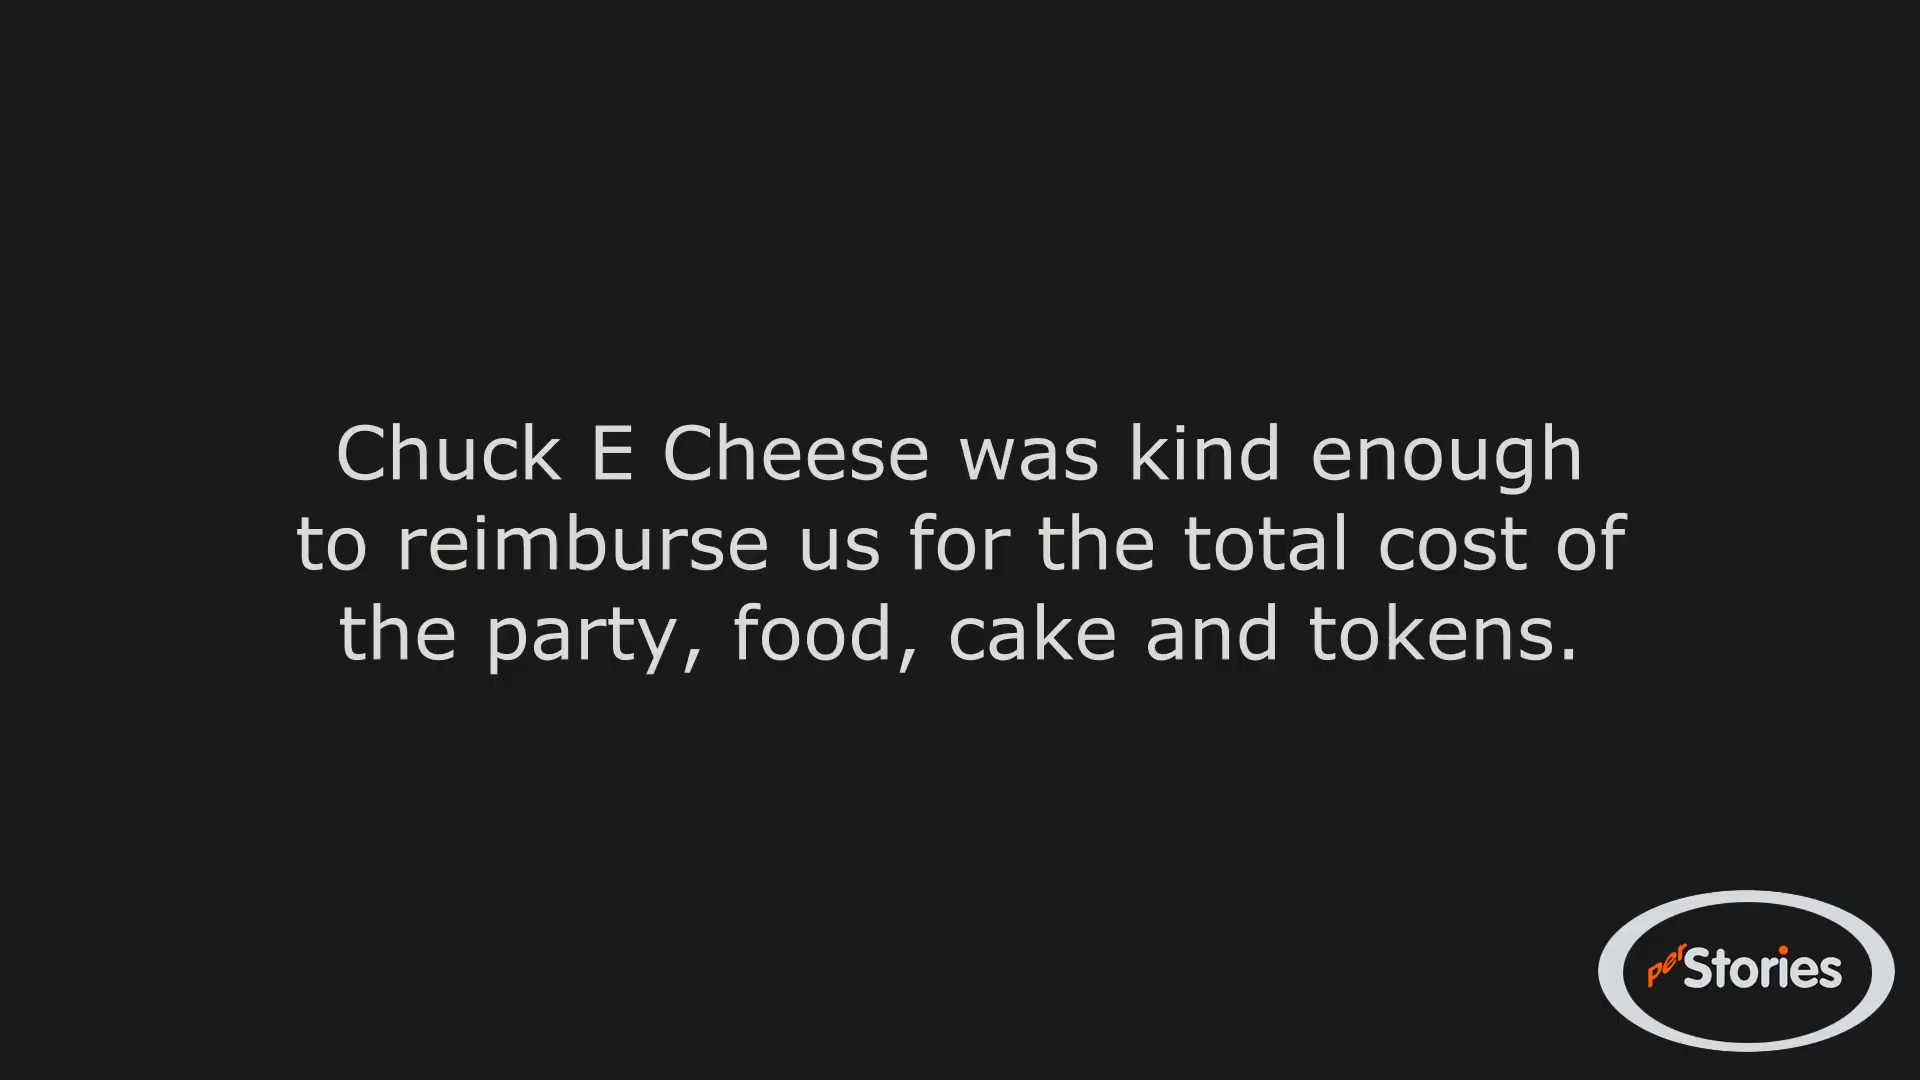 Chuck E Cheese was kind enough
to reimburse us for the total cost of
the party, food, cake and tokens.
perStories